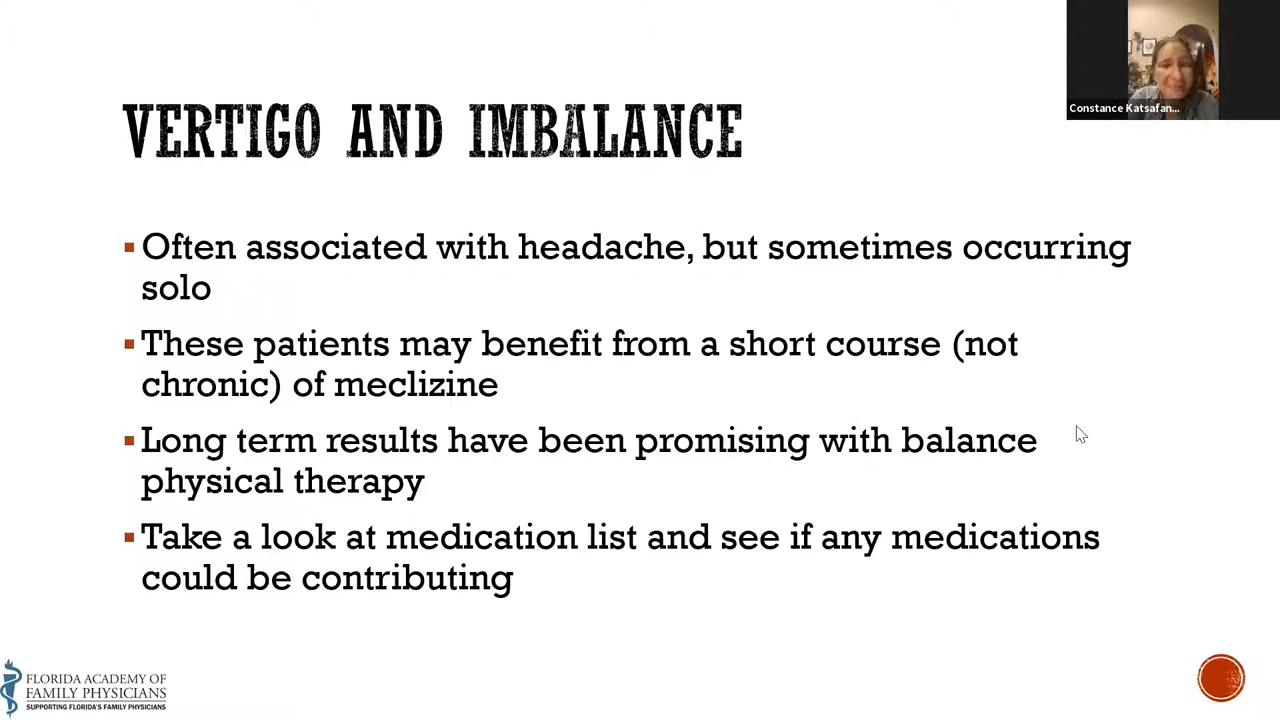 Constance Katsafan...
VERTIGO AND IMBALANCE
▪ Often associated with headache, but sometimes occurring
solo
▪ These patients may benefit from a short course (not
chronic) of meclizine
▪ Long term results have been promising with balance
physical therapy
▪ Take a look at medication list and see if any medications
could be contributing
FLORIDA ACADEMY OF
FAMILY PHYSICIANS
SUPPORTING FLORIDA'S FAMILY PHYSICIANS